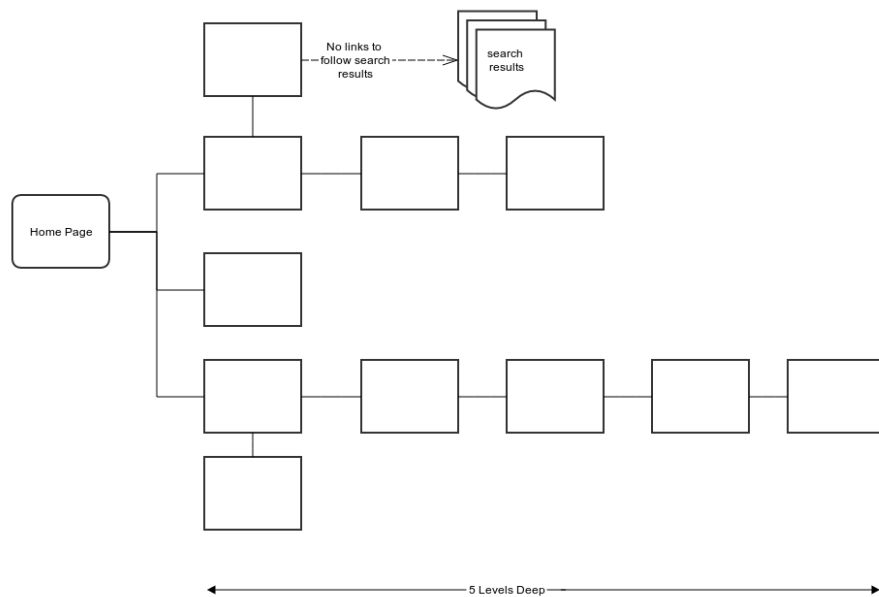 No links to
follow search
results
search
results
Home Page
5 Levels Deep